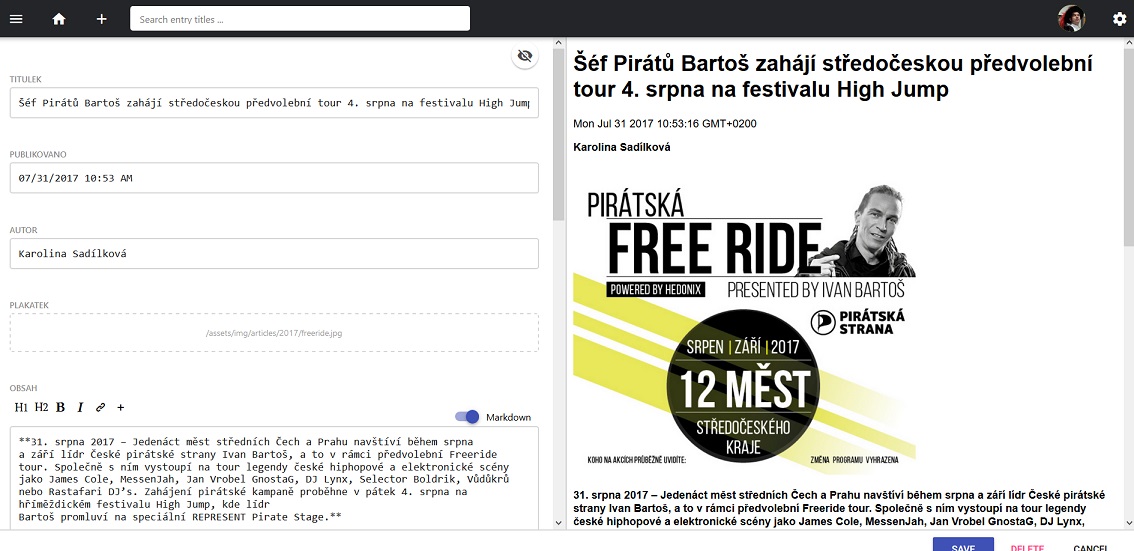 Search entry titles ...
TITULEK
Šéf Pirátů Bartoš zahájí středočeskou předvolební tour 4. srpna na festivalu High Jump
PUBLIKOVANO
07/31/2017 10:53 AM
AUTOR
Karolina Sadílková
PLAKATEK
/assets/img/articles/2017/freeride.jpg
OBSAH
H1 H2 B I +
Markdown
**31. srpna 2017 – Jedenáct měst středních Čech a Prahu navštíví během srpna
a září lídr České pirátské strany Ivan Bartoš, a to v rámci předvolební Freeride
tour. Společně s ním vystoupí na tour legendy české hiphopové a elektronické scény
jako James Cole, MessenJah, Jan Vrobel GnostaG, DJ Lynx, Selector Boldrik, Vůdůkrů
nebo Rastafari DJ’s. Zahájení pirátské kampaně proběhne v pátek 4. srpna na
hříměždickém festivalu High Jump, kde lídr
Bartoš promluví na speciální REPRESENT Pirate Stage.**
Šéf Pirátů Bartoš zahájí středočeskou předvolební
tour 4. srpna na festivalu High Jump
Mon Jul 31 2017 10:53:16 GMT+0200
Karolina Sadílková
PIRÁTSKÁ
FREE RIDE
POWERED BY HEDONIX PRESENTED BY IVAN BARTOŠ
PIRÁTSKÁ
STRANA
SRPEN | ZÁŘÍ | 2017
12 MĚST
STŘEDOČESKÉHO
KRAJE
KOHO NA AKCÍCH PRŮBĚŽNĚ UVIDÍTE: ZMĚNA PROGRAMU VYHRAZENA
31. srpna 2017 – Jedenáct měst středních Čech a Prahu navštíví během srpna a září lídr České pirátské
strany Ivan Bartoš, a to v rámci předvolební Freeride tour. Společně s ním vystoupí na tour legendy
české hiphopové a elektronické scény jako James Cole, MessenJah, Jan Vrobel GnostaG, DJ Lynx,
SAVE DELETE CANCEL